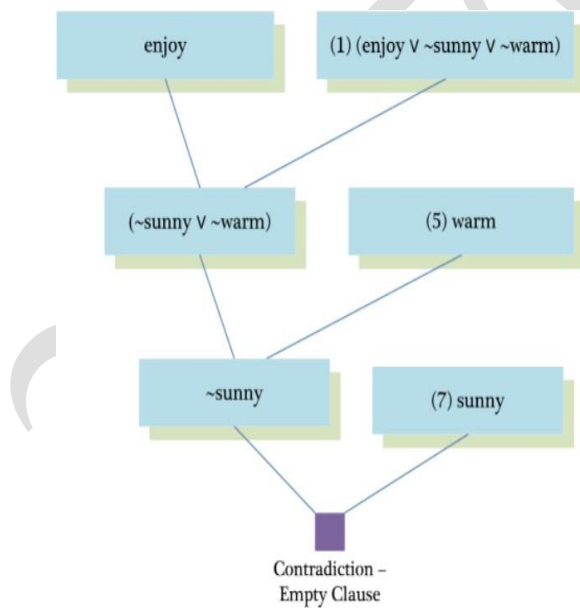 enjoy
(1) (enjoy V ~sunny V ~warm)
(~sunny V ~warm)
(5) warm
~sunny
(7) sunny
Contradiction –
Empty Clause